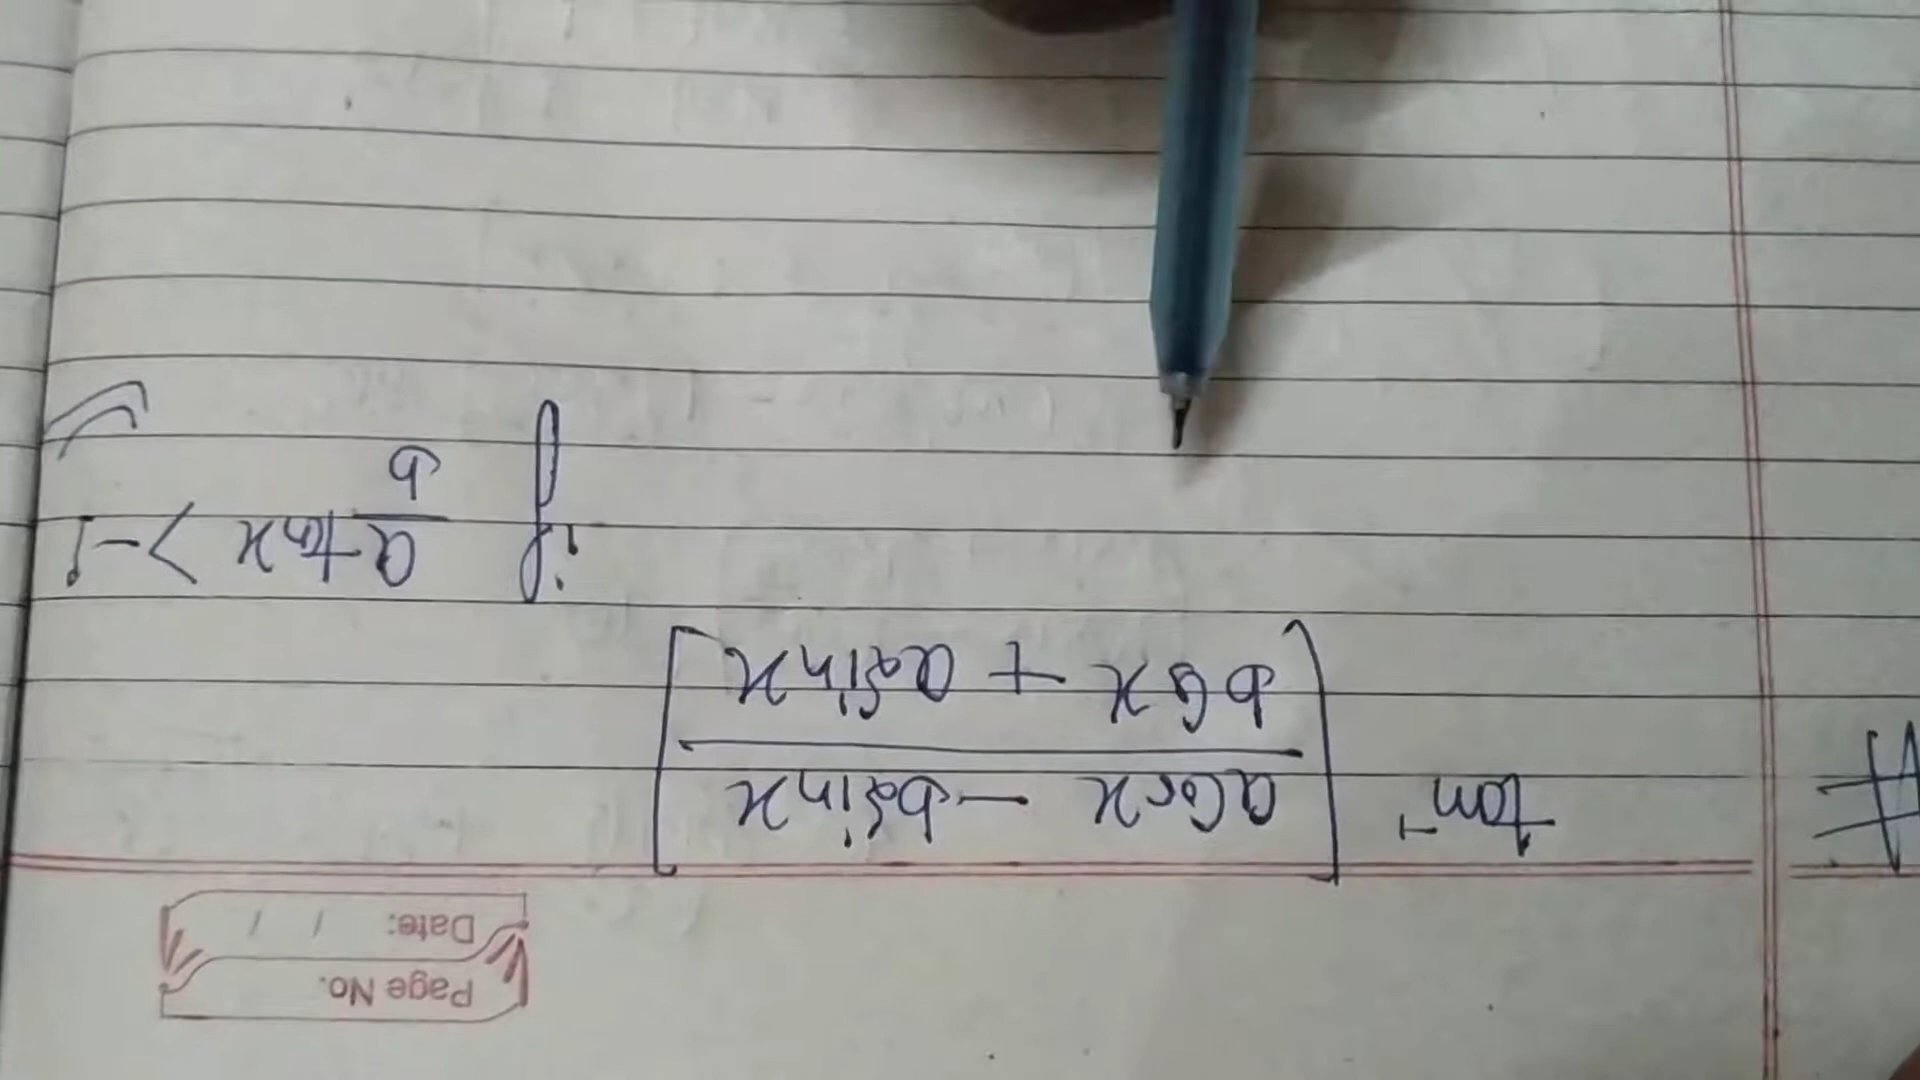 Page No.
Date: / /
# tan⁻¹ [ (a cos x − b sin x) / (b cos x + a sin x) ]
if a/b tan x > −1